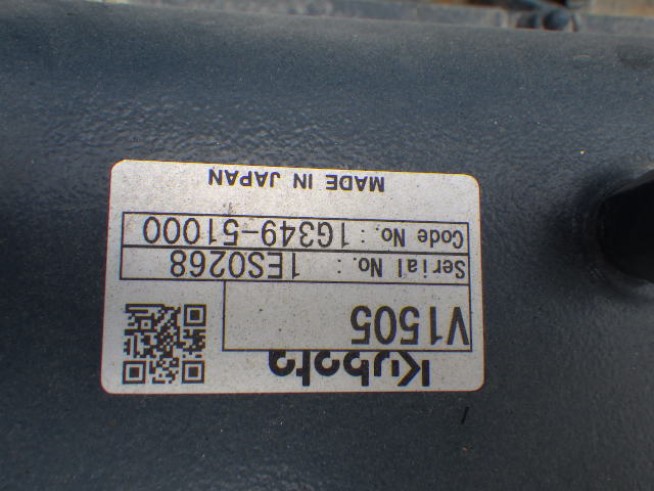 Kubota
V1505
Serial No.: 1ES0268
Code No.: 1G349-51000
MADE IN JAPAN